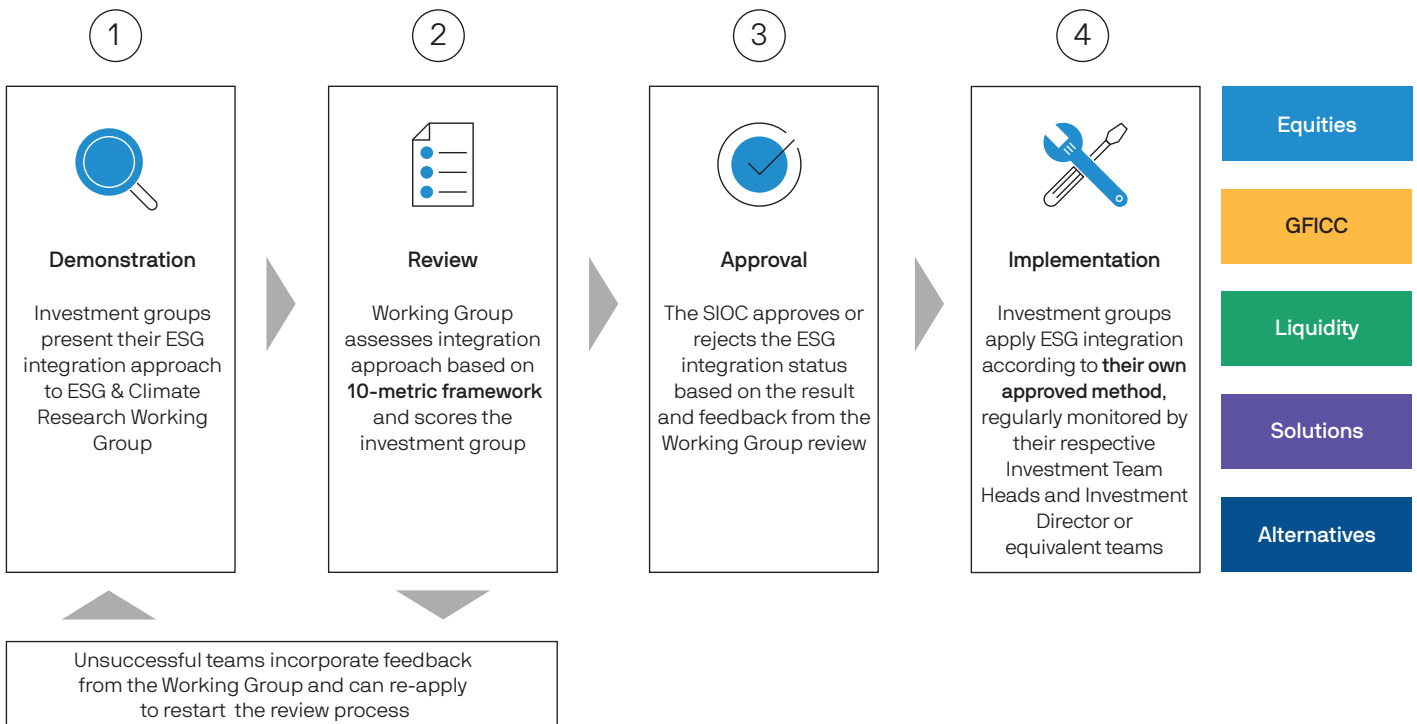 1
Demonstration
Investment groups
present their ESG
integration approach
to ESG & Climate
Research Working
Group
2
Review
Working Group
assesses integration
approach based on
10-metric framework
and scores the
investment group
3
Approval
The SIOC approves or
rejects the ESG
integration status
based on the result
and feedback from the
Working Group review
4
Implementation
Investment groups
apply ESG integration
according to their own
approved method,
regularly monitored by
their respective
Investment Team
Heads and Investment
Director or
equivalent teams
Equities
GFICC
Liquidity
Solutions
Alternatives
Unsuccessful teams incorporate feedback
from the Working Group and can re-apply
to restart the review process